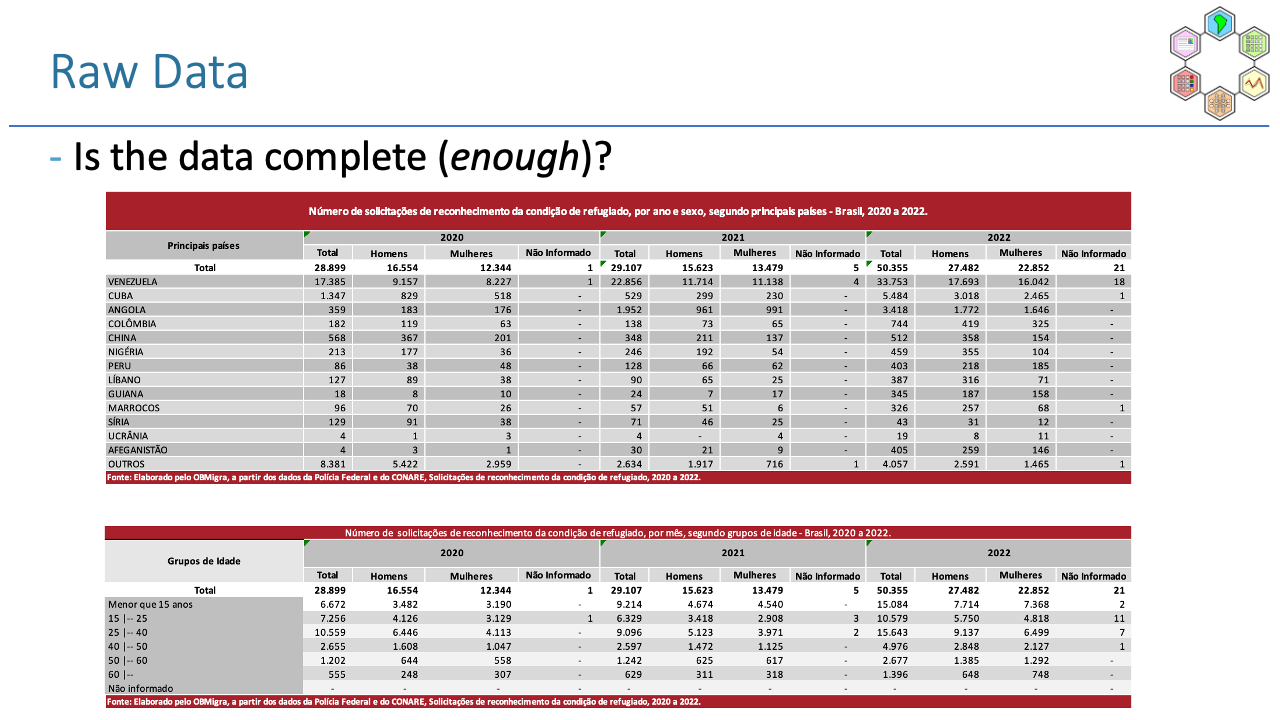 Raw Data
- Is the data complete (enough)?
Número de solicitações de reconhecimento da condição de refugiado, por ano e sexo, segundo principais países - Brasil, 2020 a 2022.
Principais países 2020 2021 2022
Total Homens Mulheres Não Informado Total Homens Mulheres Não Informado Total Homens Mulheres Não Informado
Total 28.899 16.554 12.344 1 29.107 15.623 13.479 5 50.355 27.482 22.852 21
VENEZUELA 17.385 9.157 8.227 1 22.856 11.714 11.138 4 33.753 17.693 16.042 18
CUBA 1.347 829 518 - 529 299 230 - 5.484 3.018 2.465 1
ANGOLA 359 183 176 - 1.952 961 991 - 3.418 1.772 1.646 -
COLÔMBIA 182 119 63 - 138 73 65 - 744 419 325 -
CHINA 568 367 201 - 348 211 137 - 512 358 154 -
NIGÉRIA 213 177 36 - 246 192 54 - 459 355 104 -
PERU 86 38 48 - 128 66 62 - 403 218 185 -
LÍBANO 127 89 38 - 90 65 25 - 387 316 71 -
GUIANA 18 8 10 - 24 7 17 - 345 187 158 -
MARROCOS 96 70 26 - 57 51 6 - 326 257 68 1
SÍRIA 129 91 38 - 71 46 25 - 43 31 12 -
UCRÂNIA 4 1 3 - 4 - 4 - 19 8 11 -
AFEGANISTÃO 4 3 1 - 30 21 9 - 405 259 146 -
OUTROS 8.381 5.422 2.959 - 2.634 1.917 716 1 4.057 2.591 1.465 1
Fonte: Elaborado pelo OBMigra, a partir dos dados da Polícia Federal e do CONARE, Solicitações de reconhecimento da condição de refugiado, 2020 a 2022.
Número de solicitações de reconhecimento da condição de refugiado, por mês, segundo grupos de idade - Brasil, 2020 a 2022.
Grupos de Idade 2020 2021 2022
Total Homens Mulheres Não Informado Total Homens Mulheres Não Informado Total Homens Mulheres Não Informado
Total 28.899 16.554 12.344 1 29.107 15.623 13.479 5 50.355 27.482 22.852 21
Menor que 15 anos 6.672 3.482 3.190 - 9.214 4.674 4.540 - 15.084 7.714 7.368 2
15 |-- 25 7.256 4.126 3.129 1 6.329 3.418 2.908 3 10.579 5.750 4.818 11
25 |-- 40 10.559 6.446 4.113 - 9.096 5.123 3.971 2 15.643 9.137 6.499 7
40 |-- 50 2.655 1.608 1.047 - 2.597 1.472 1.125 - 4.976 2.848 2.127 1
50 |-- 60 1.202 644 558 - 1.242 625 617 - 2.677 1.385 1.292 -
60 |-- 555 248 307 - 629 311 318 - 1.396 648 748 -
Não informado - - - - - - - - - - - -
Fonte: Elaborado pelo OBMigra, a partir dos dados da Polícia Federal e do CONARE, Solicitações de reconhecimento da condição de refugiado, 2020 a 2022.